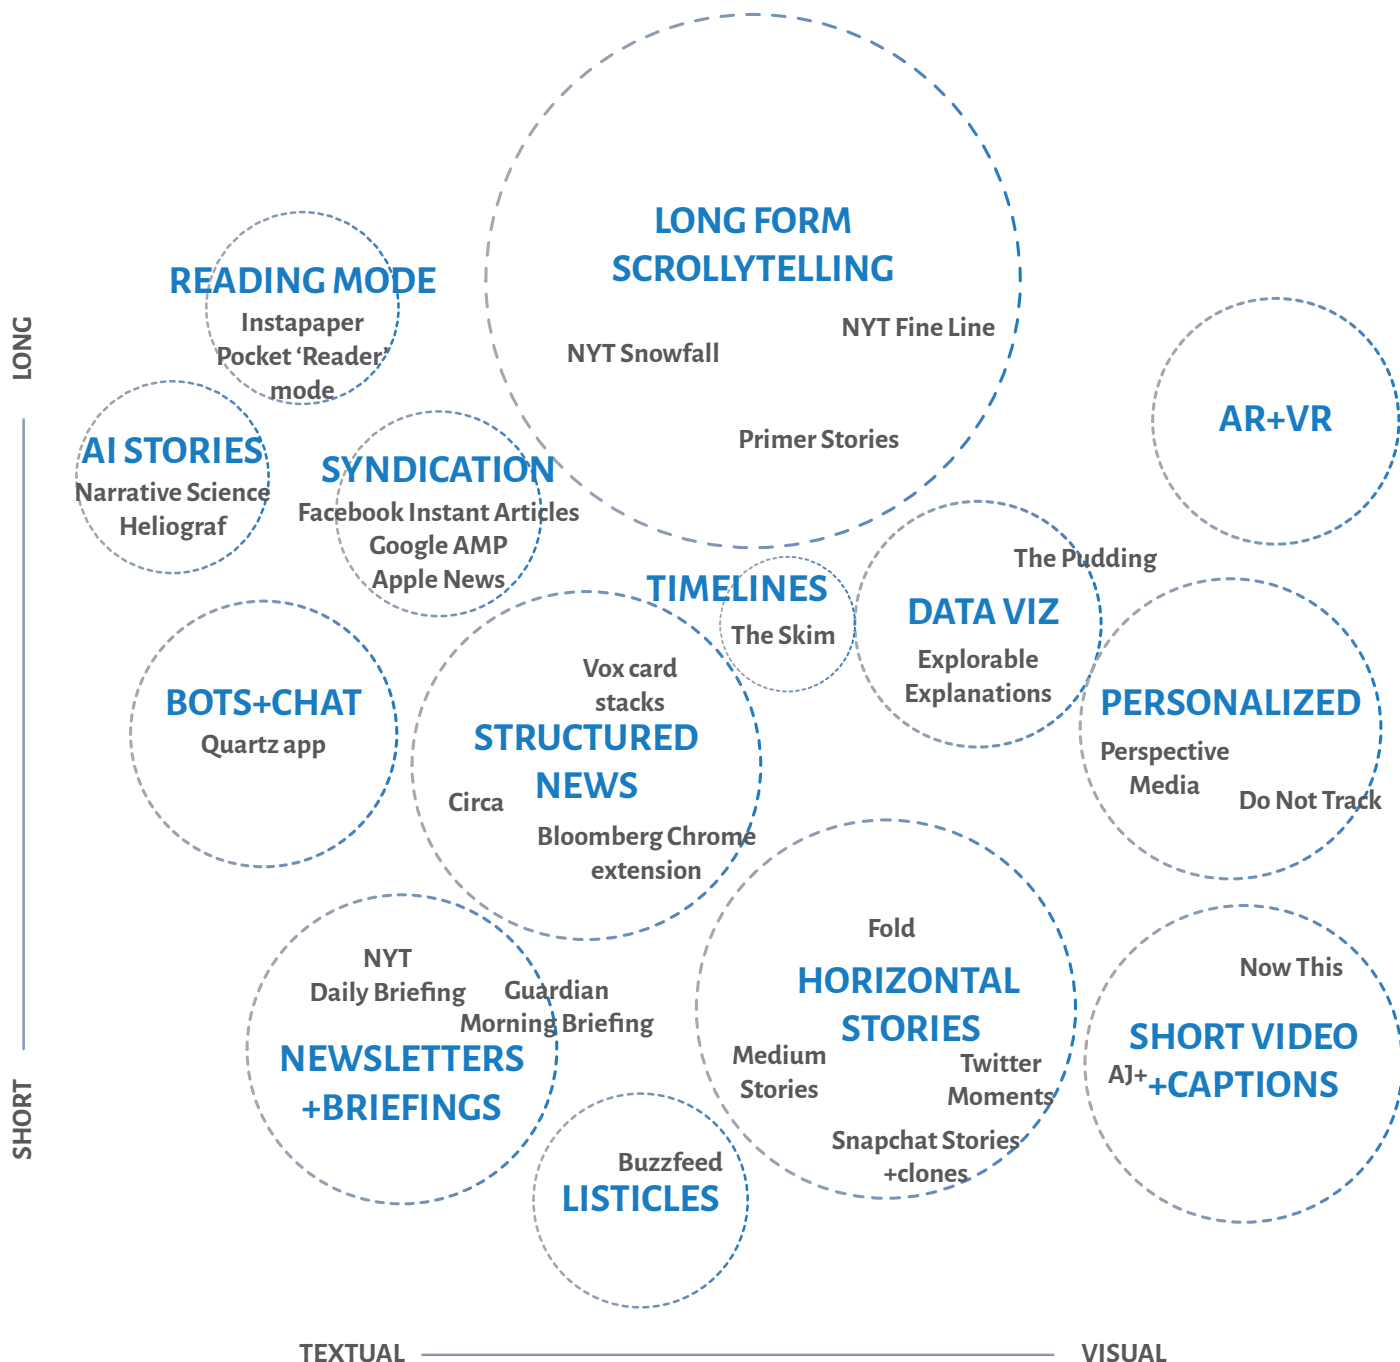 LONG FORM
SCROLLYTELLING
NYT Fine Line
NYT Snowfall
Primer Stories
READING MODE
Instapaper
Pocket ‘Reader’
mode
LONG
AR+VR
AI STORIES
Narrative Science
Heliograf
SYNDICATION
Facebook Instant Articles
Google AMP
Apple News
TIMELINES
The Skim
The Pudding
DATA VIZ
Explorable
Explanations
BOTS+CHAT
Quartz app
Vox card
stacks
STRUCTURED
NEWS
Circa
Bloomberg Chrome
extension
PERSONALIZED
Perspective
Media
Do Not Track
NYT
Daily Briefing
Guardian
Morning Briefing
NEWSLETTERS
+BRIEFINGS
Fold
HORIZONTAL
STORIES
Medium
Stories
Twitter
Moments
Snapchat Stories
+clones
Now This
SHORT VIDEO
AJ+
+CAPTIONS
SHORT
Buzzfeed
LISTICLES
TEXTUAL
VISUAL